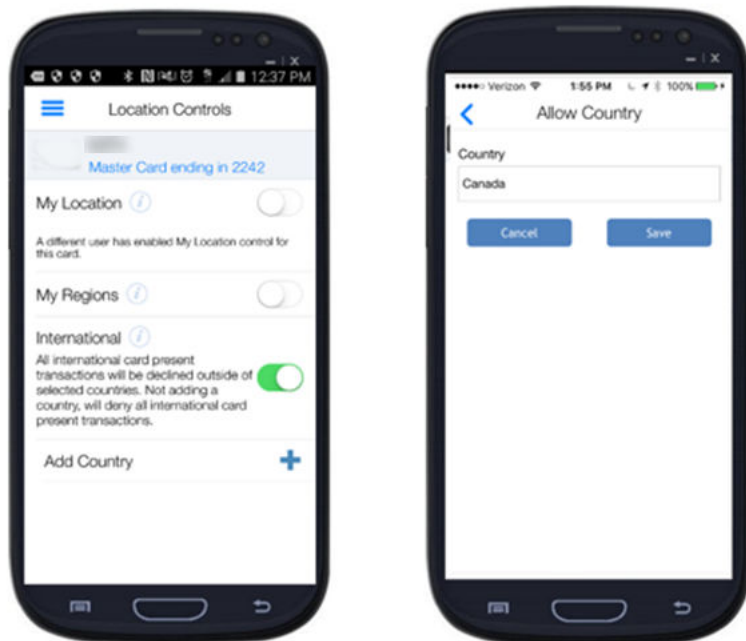 12:37 PM
Location Controls
Master Card ending in 2242
My Location
A different user has enabled My Location control for
this card.
My Regions
International
All international card present
transactions will be declined outside of
selected countries. Not adding a
country, will deny all international card
present transactions.
Add Country
Verizon 1:55 PM 100%
Allow Country
Country
Canada
Cancel Save